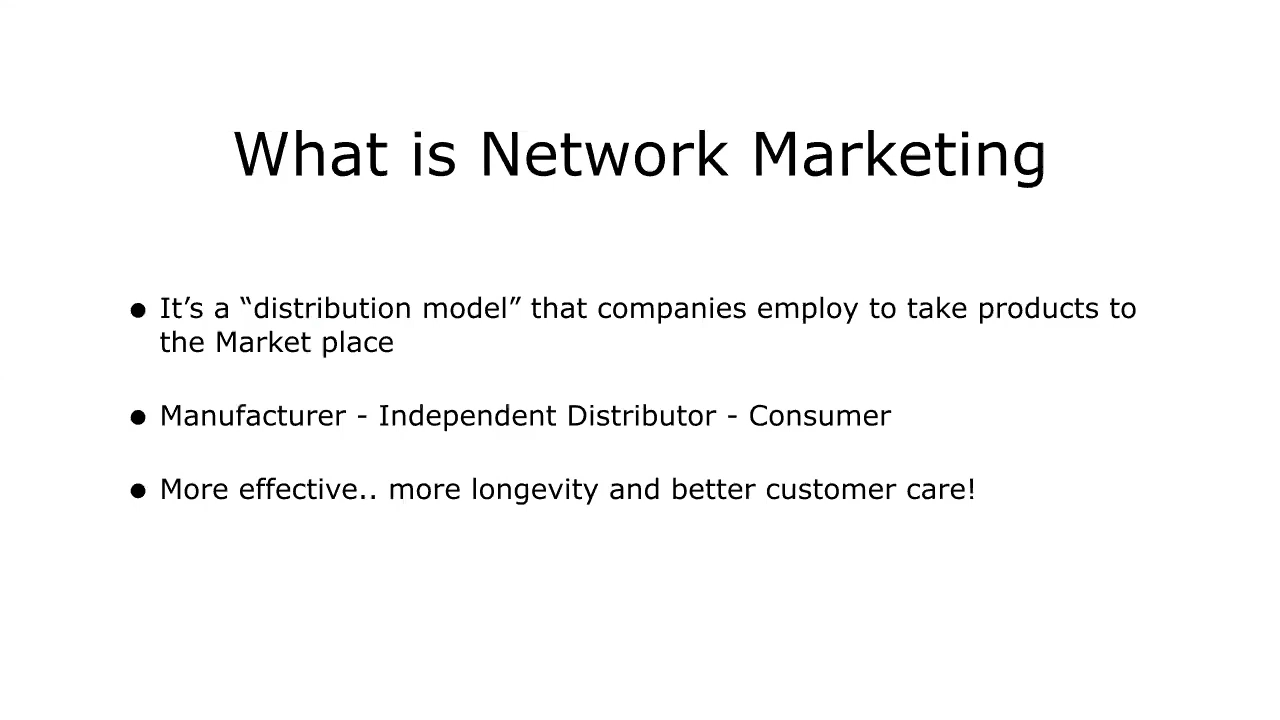 What is Network Marketing
• It’s a “distribution model” that companies employ to take products to
the Market place
• Manufacturer - Independent Distributor - Consumer
• More effective.. more longevity and better customer care!